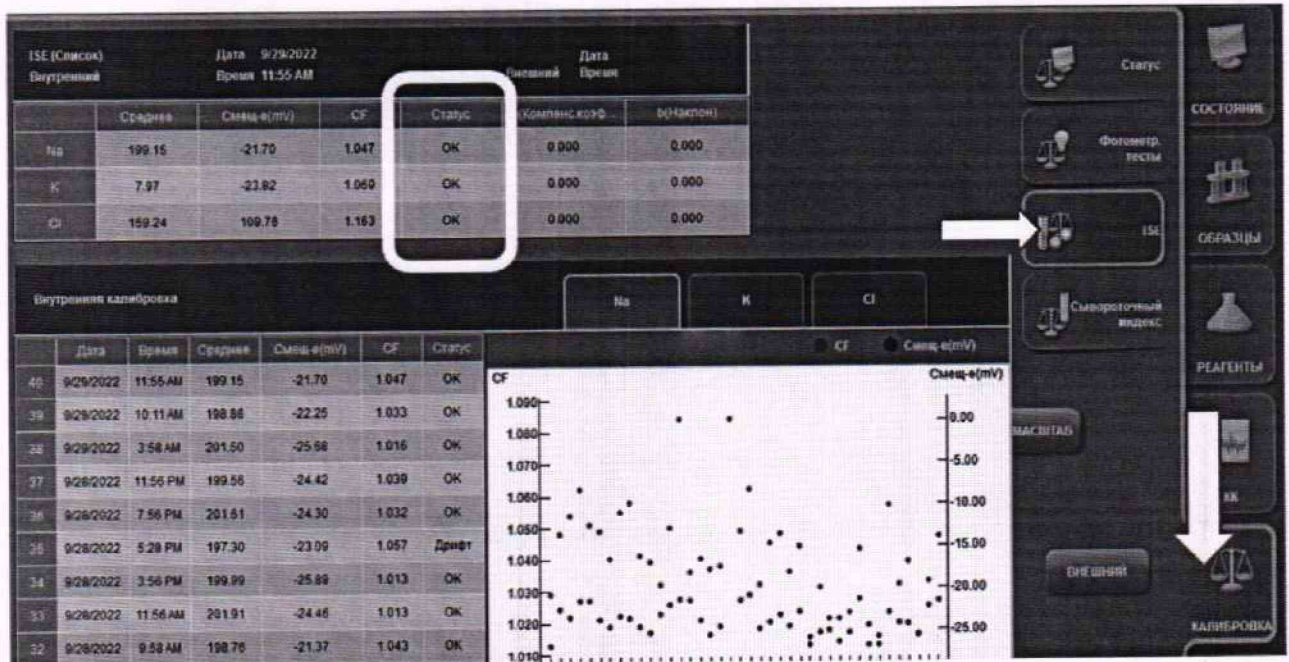 ISE (Список) Дата 9/29/2022 Дата
Внутренний Время 11:55 AM Внешний Время
Среднее Смещ-е(mV) CF Статус (Компенс.коэф. b(Наклон)
Na 199.15 -21.70 1.047 OK 0.000 0.000
K 7.97 -23.82 1.060 OK 0.000 0.000
Cl 159.24 109.76 1.163 OK 0.000 0.000
Внутренняя калибровка Na K Cl
Дата Время Среднее Смещ-е(mV) CF Статус
40 9/29/2022 11:55 AM 199.15 -21.70 1.047 OK
39 9/29/2022 10:11 AM 198.86 -22.25 1.033 OK
38 9/29/2022 3:58 AM 201.50 -25.68 1.016 OK
37 9/28/2022 11:56 PM 199.56 -24.42 1.039 OK
36 9/28/2022 7:56 PM 201.61 -24.30 1.032 OK
35 9/28/2022 5:28 PM 197.30 -23.09 1.057 Дрифт
34 9/28/2022 3:56 PM 199.99 -25.89 1.013 OK
33 9/28/2022 11:56 AM 201.91 -24.46 1.013 OK
32 9/28/2022 9:58 AM 198.76 -21.37 1.043 OK
CF Смещ-е(mV)
CF Смещ-е(mV)
1.090
1.080
1.070
1.060
1.050
1.040
1.030
1.020
1.010
0.00
-5.00
-10.00
-15.00
-20.00
-25.00
Статус
Фотометр.
тесты
ISE
Сывороточный
индекс
МАСШТАБ
ВНЕШНИЙ
СОСТОЯНИЕ
ОБРАЗЦЫ
РЕАГЕНТЫ
КК
КАЛИБРОВКА